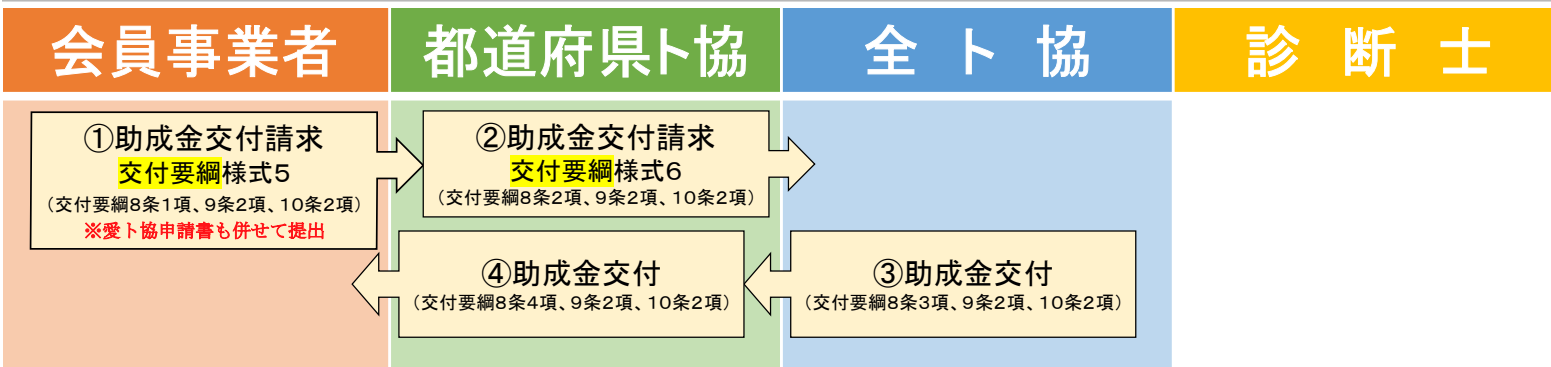 会員事業者
都道府県ト協
全ト協
診断士
①助成金交付請求
交付要綱様式5
（交付要綱8条1項、9条2項、10条2項）
※愛ト協申請書も併せて提出
②助成金交付請求
交付要綱様式6
（交付要綱8条2項、9条2項、10条2項）
③助成金交付
（交付要綱8条3項、9条2項、10条2項）
④助成金交付
（交付要綱8条4項、9条2項、10条2項）